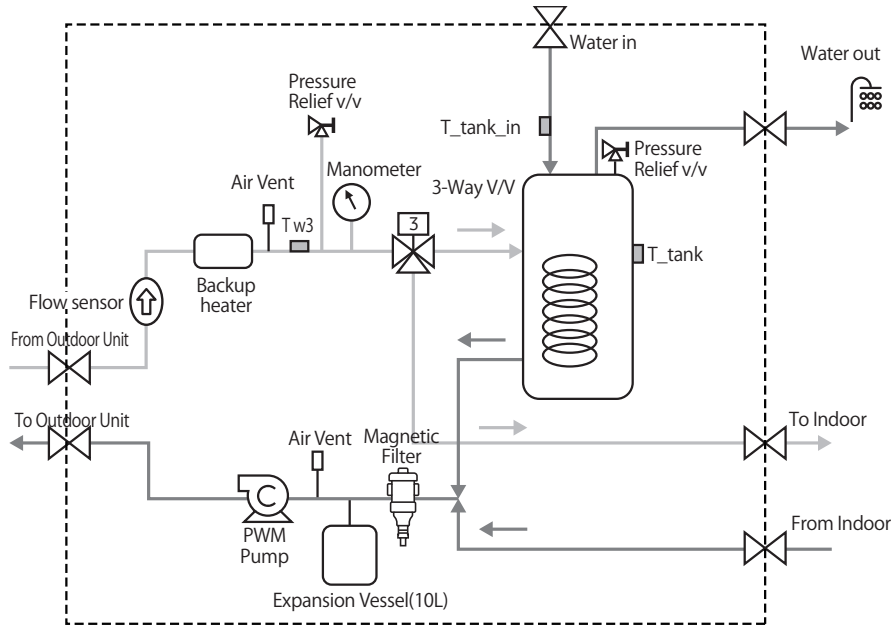 Water in
Water out
Pressure
Relief v/v
T_tank_in
Manometer
Pressure
Relief v/v
Air Vent
3-Way V/V
T w3
3
T_tank
Backup
heater
Flow sensor
From Outdoor Unit
To Outdoor Unit
Air Vent
Magnetic
Filter
To Indoor
C
PWM
Pump
From Indoor
Expansion Vessel(10L)